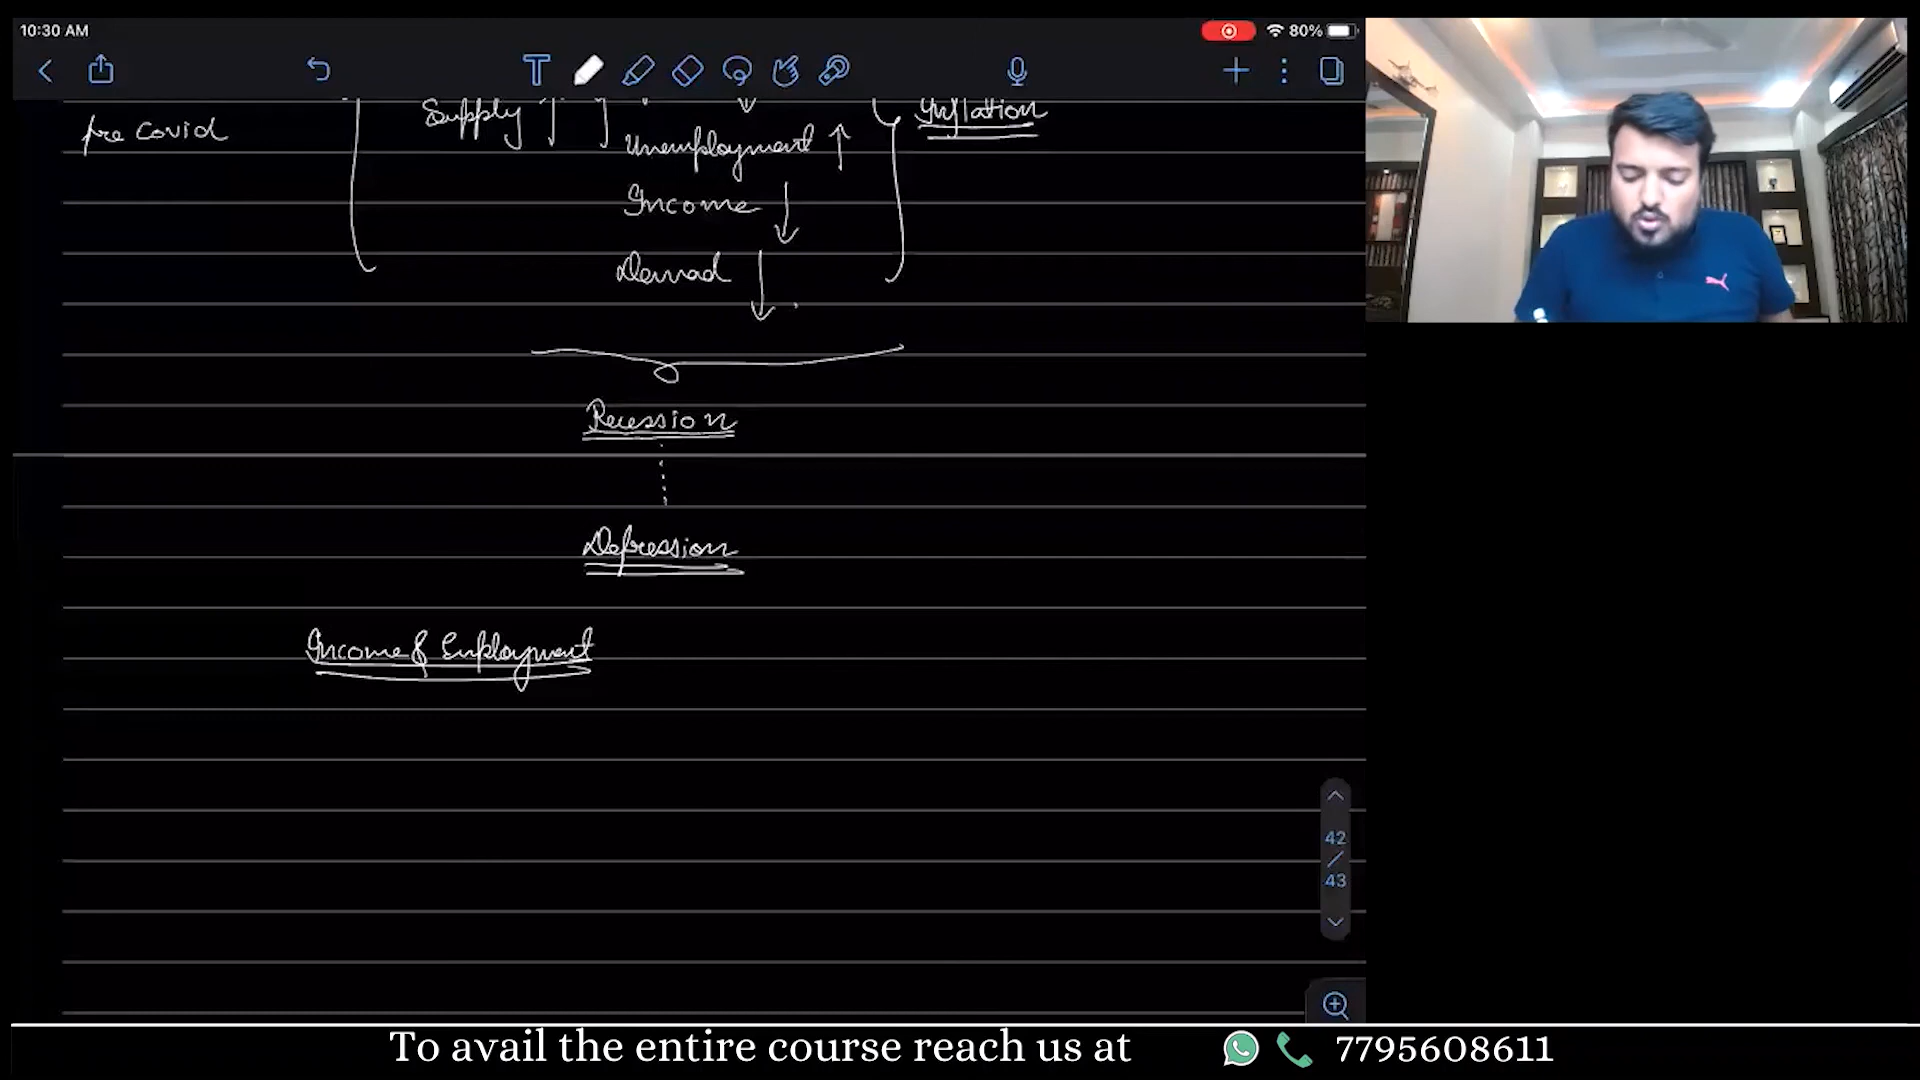 10:30 AM
80%
Supply
Inflation
pre Covid
Unemployment
Income
Demad
Recession
Depression
Income & Employment
42
/
43
To avail the entire course reach us at 7795608611